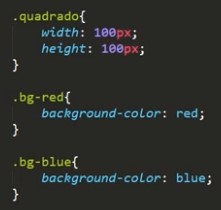 .quadrado{
    width: 100px;
    height: 100px;
}
.bg-red{
    background-color: red;
}
.bg-blue{
    background-color: blue;
}